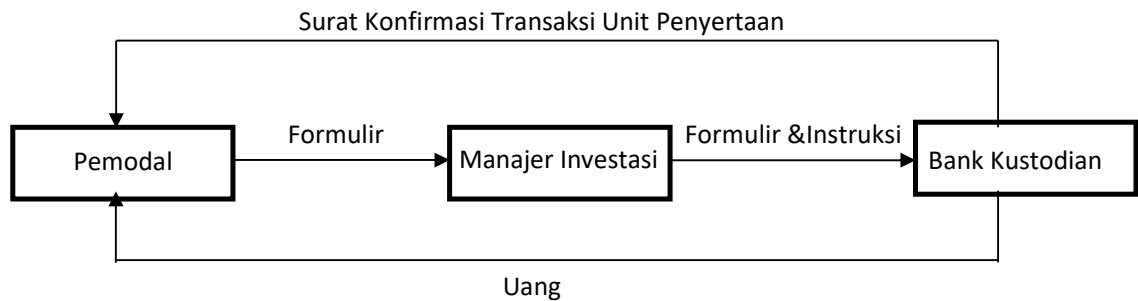 Surat Konfirmasi Transaksi Unit Penyertaan
Formulir
Formulir &Instruksi
Pemodal
Manajer Investasi
Bank Kustodian
Uang